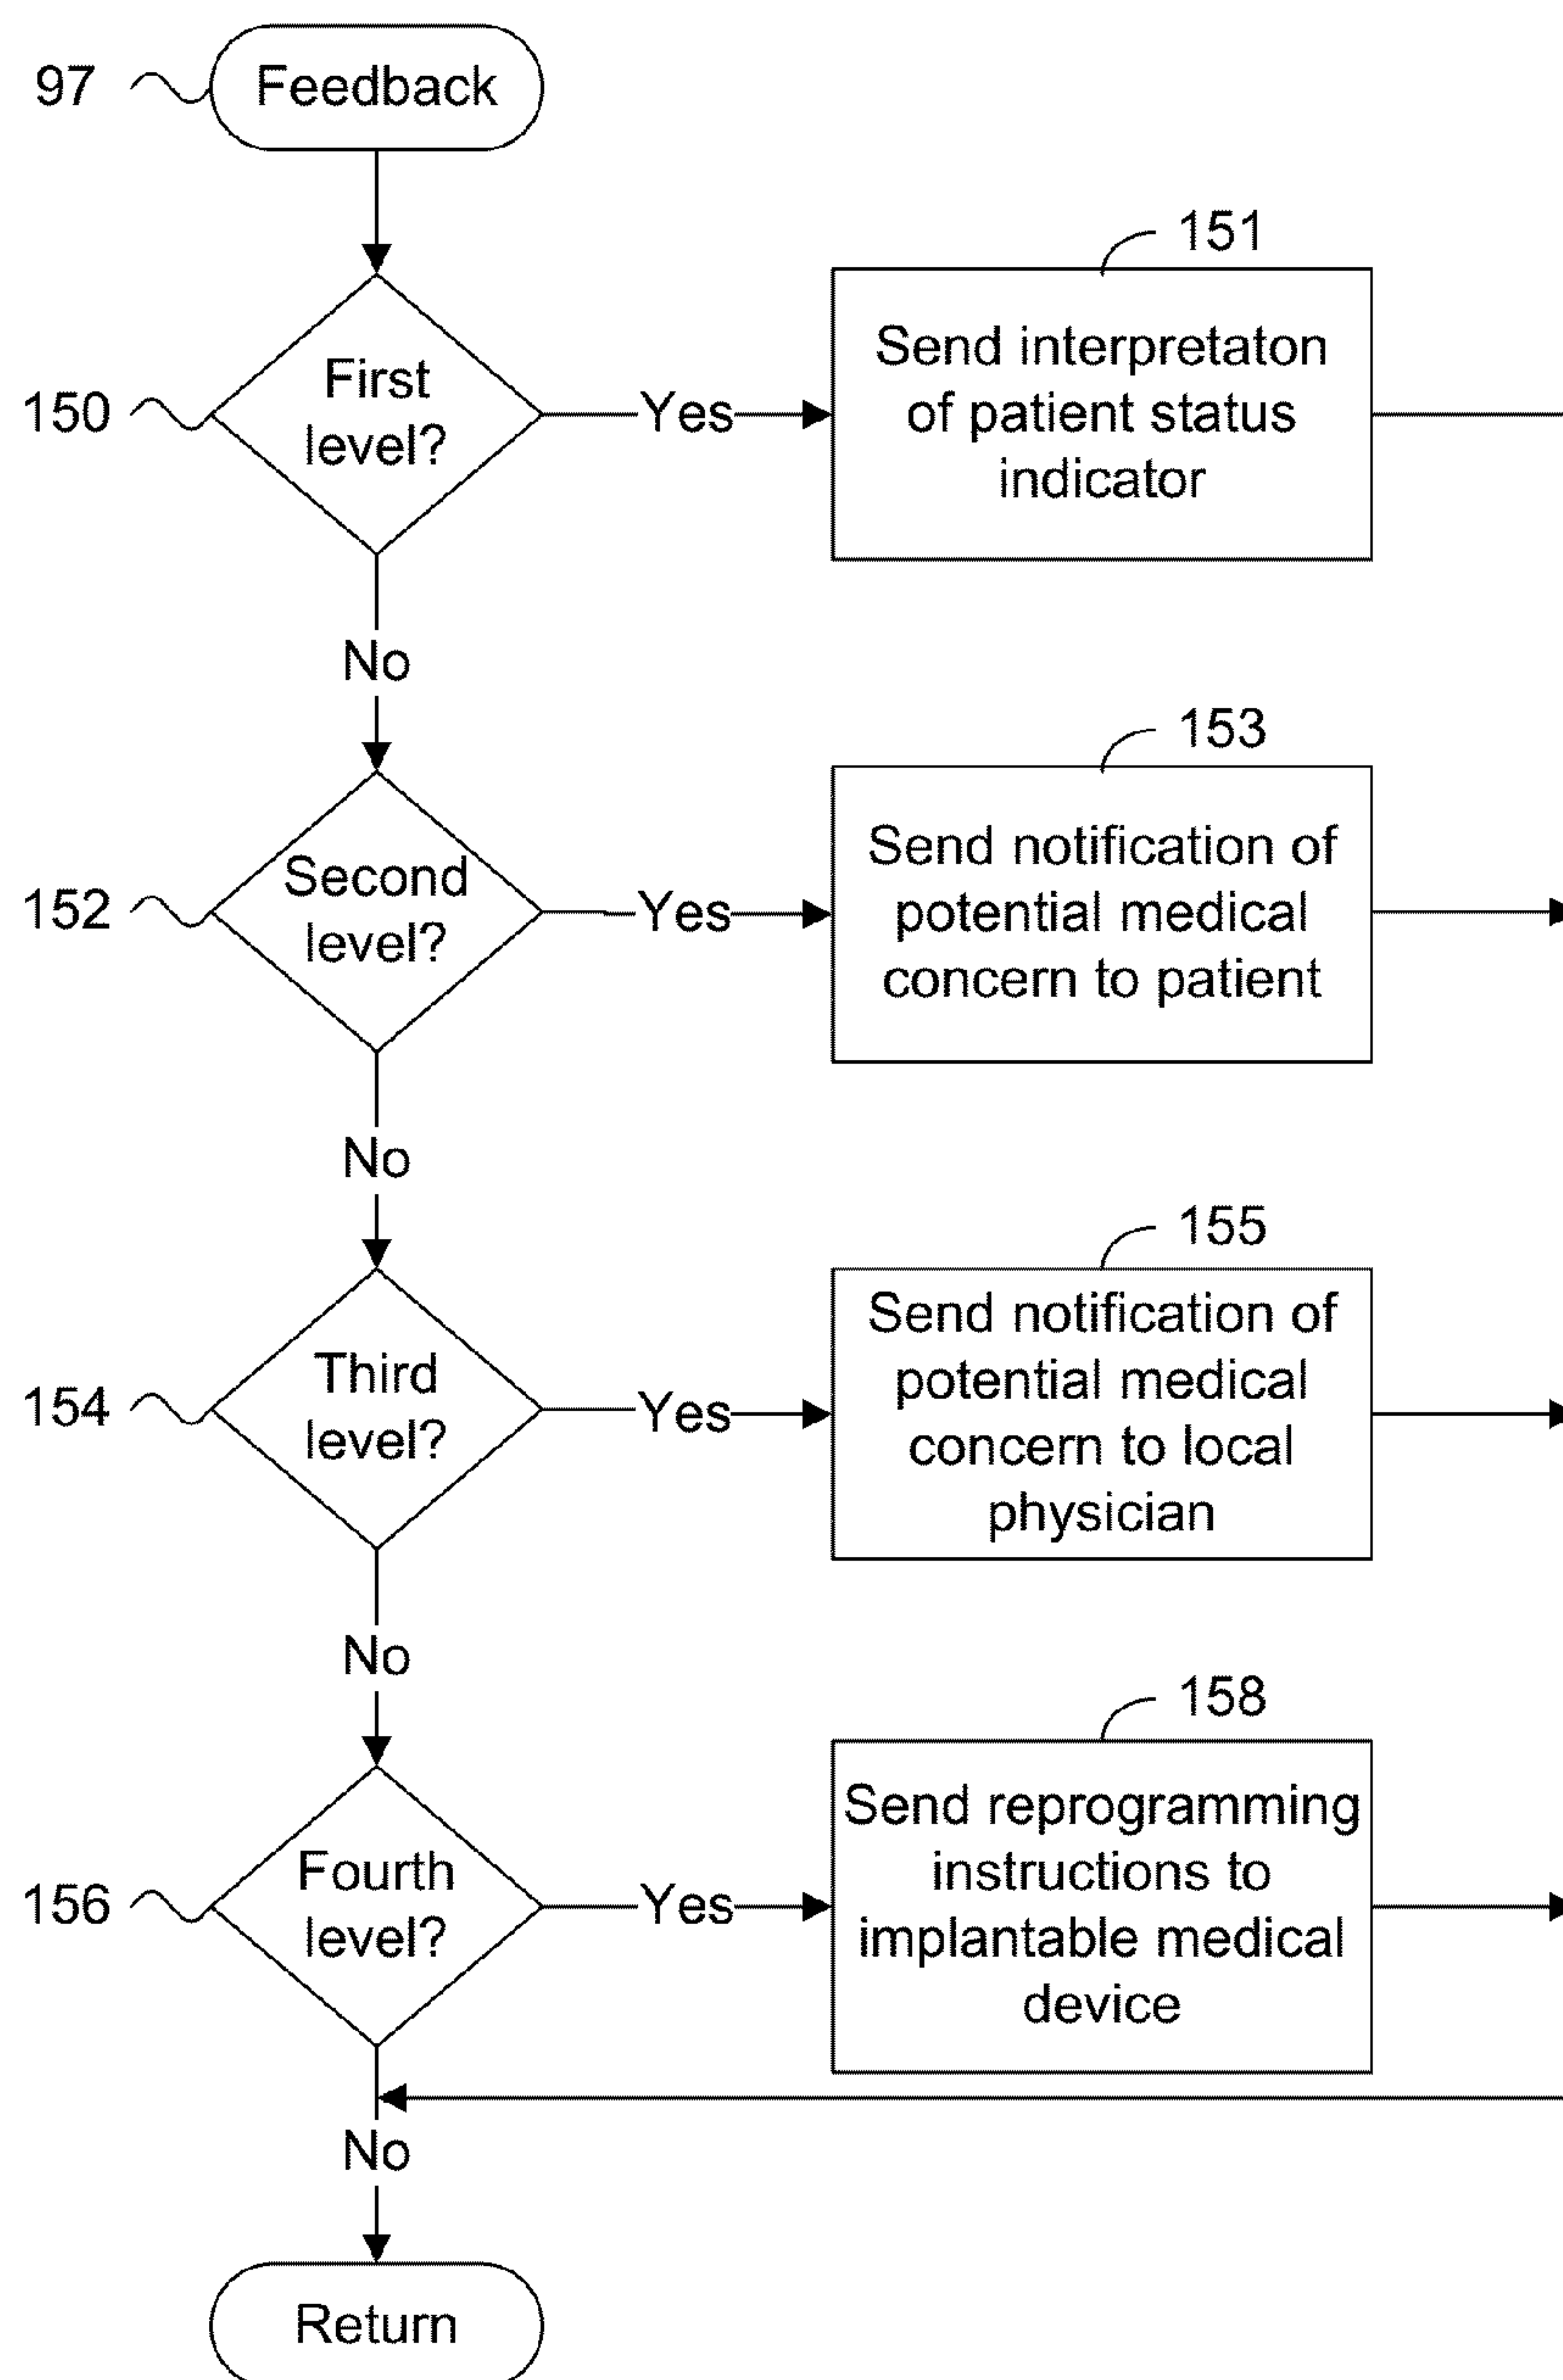 97
Feedback
151
150
First
level?
Yes
Send interpretaton
of patient status
indicator
No
153
152
Second
level?
Yes
Send notification of
potential medical
concern to patient
No
155
154
Third
level?
Yes
Send notification of
potential medical
concern to local
physician
No
158
156
Fourth
level?
Yes
Send reprogramming
instructions to
implantable medical
device
No
Return